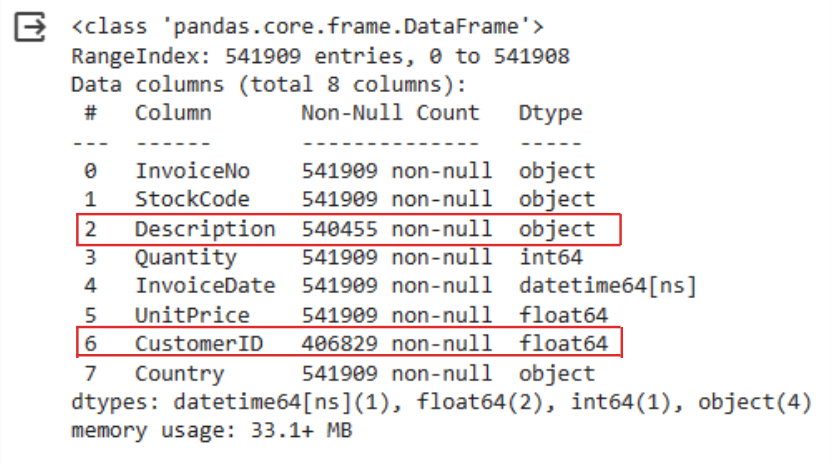 <class 'pandas.core.frame.DataFrame'>
RangeIndex: 541909 entries, 0 to 541908
Data columns (total 8 columns):
 #   Column       Non-Null Count   Dtype
---  ------       --------------   -----
 0   InvoiceNo    541909 non-null  object
 1   StockCode    541909 non-null  object
 2   Description  540455 non-null  object
 3   Quantity     541909 non-null  int64
 4   InvoiceDate  541909 non-null  datetime64[ns]
 5   UnitPrice    541909 non-null  float64
 6   CustomerID   406829 non-null  float64
 7   Country      541909 non-null  object
dtypes: datetime64[ns](1), float64(2), int64(1), object(4)
memory usage: 33.1+ MB